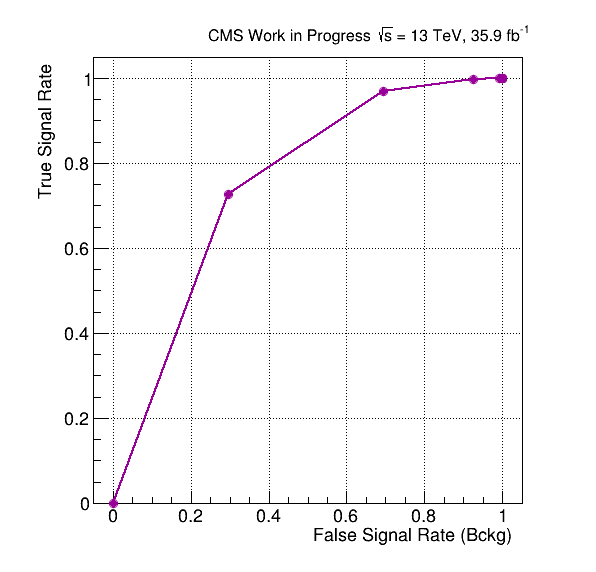 CMS Work in Progress √s = 13 TeV, 35.9 fb⁻¹
True Signal Rate
1
0.8
0.6
0.4
0.2
0
0 0.2 0.4 0.6 0.8 1
False Signal Rate (Bckg)